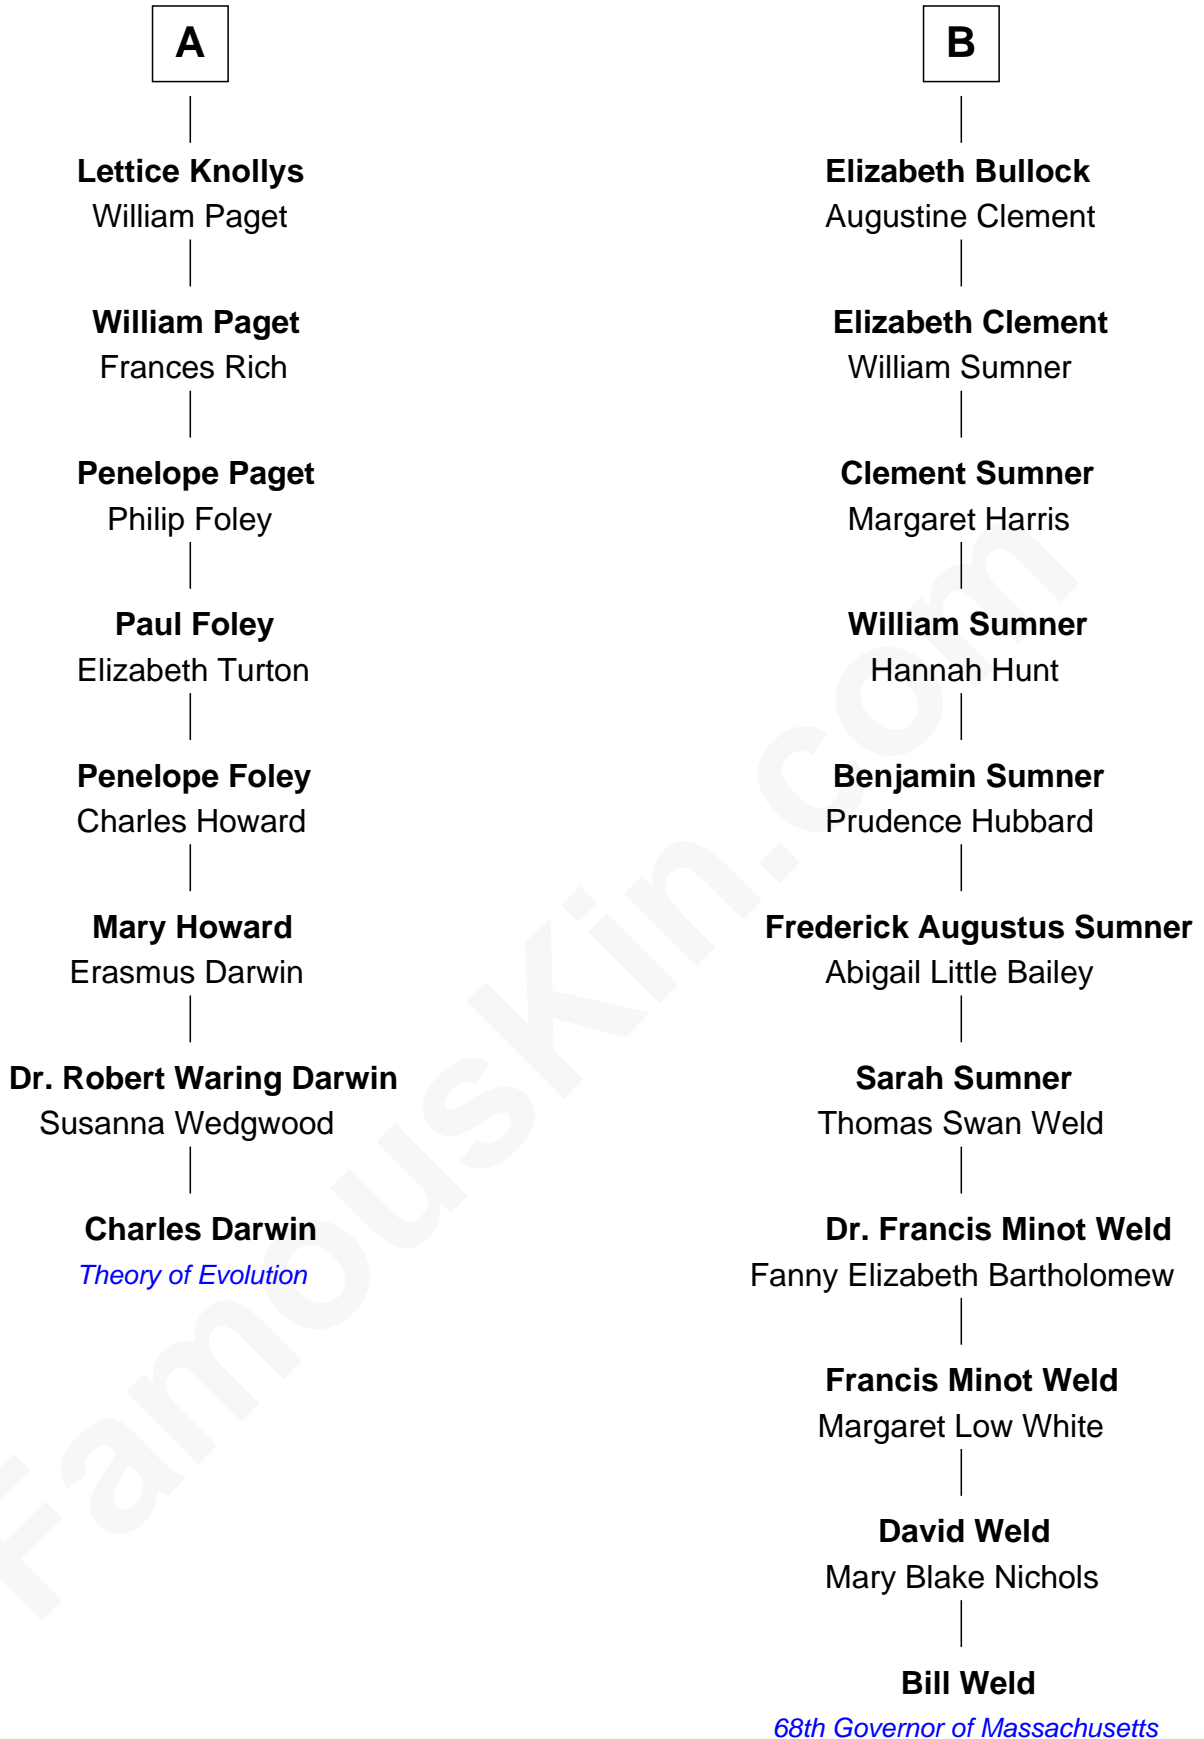 A
Lettice Knollys
William Paget
William Paget
Frances Rich
Penelope Paget
Philip Foley
Paul Foley
Elizabeth Turton
Penelope Foley
Charles Howard
Mary Howard
Erasmus Darwin
Dr. Robert Waring Darwin
Susanna Wedgwood
Charles Darwin
Theory of Evolution
B
Elizabeth Bullock
Augustine Clement
Elizabeth Clement
William Sumner
Clement Sumner
Margaret Harris
William Sumner
Hannah Hunt
Benjamin Sumner
Prudence Hubbard
Frederick Augustus Sumner
Abigail Little Bailey
Sarah Sumner
Thomas Swan Weld
Dr. Francis Minot Weld
Fanny Elizabeth Bartholomew
Francis Minot Weld
Margaret Low White
David Weld
Mary Blake Nichols
Bill Weld
68th Governor of Massachusetts
FamousKin.com